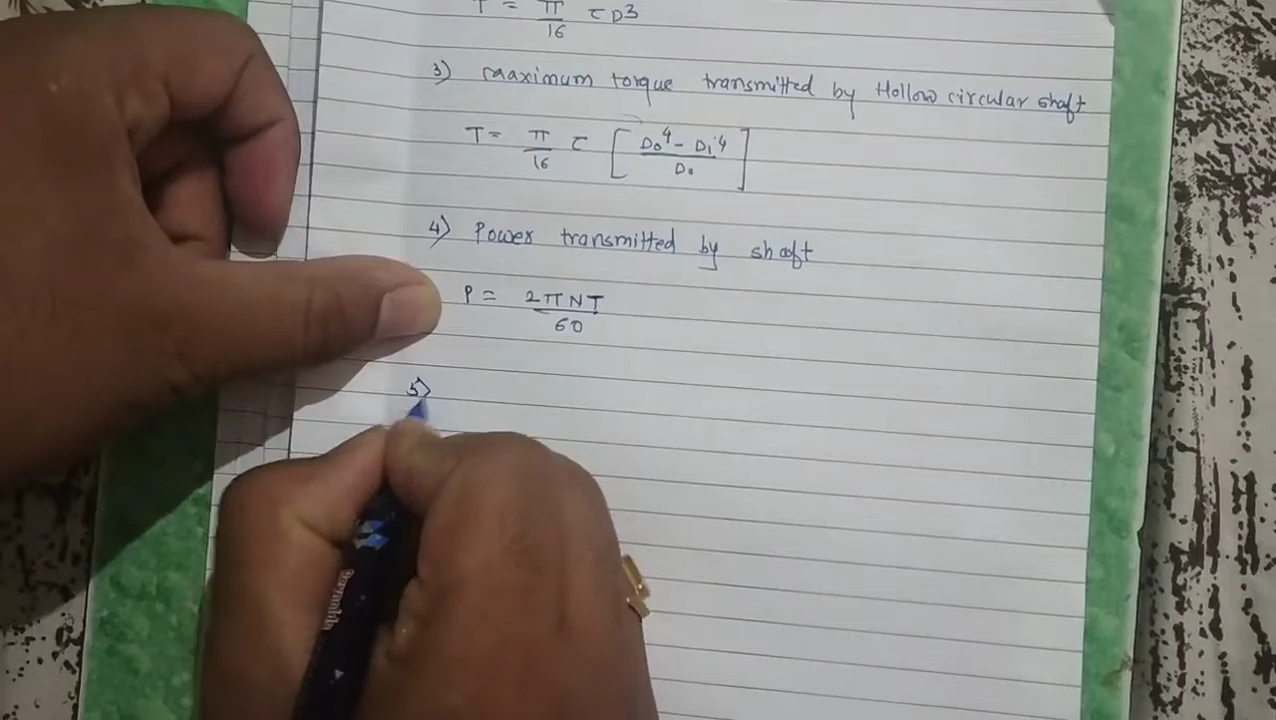 T = π/16 τD³
3) Maximum torque transmitted by Hollow circular shaft
T = π/16 τ [Do⁴ - Di⁴ / Do]
4) Power transmitted by shaft
P = 2πNT/60
5)